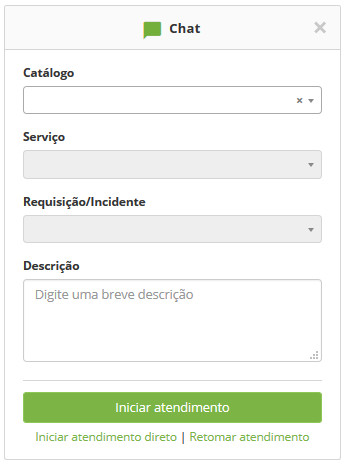 Chat
Catálogo
Serviço
Requisição/Incidente
Descrição
Digite uma breve descrição
Iniciar atendimento
Iniciar atendimento direto | Retomar atendimento